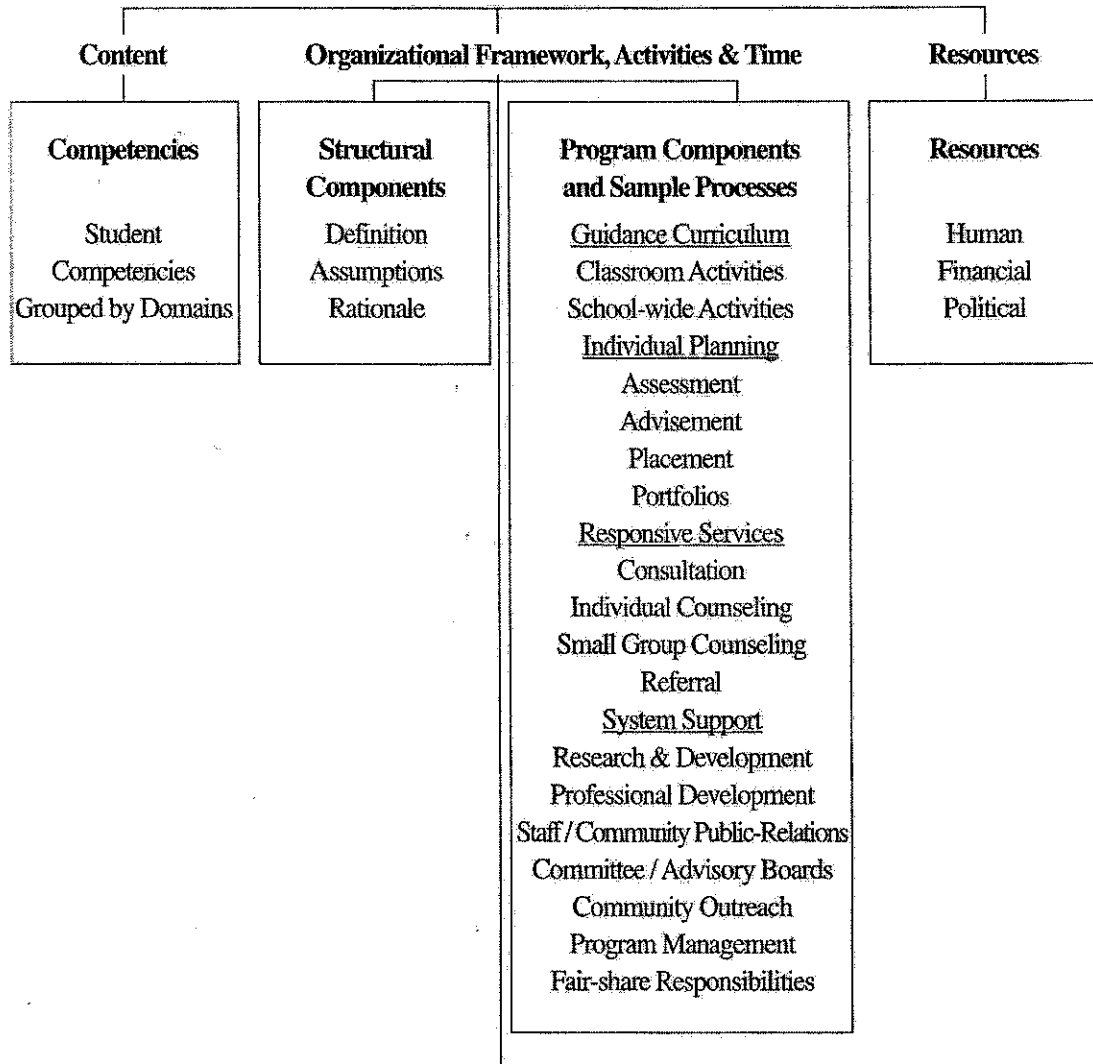 Content
Organizational Framework, Activities & Time
Resources
Competencies
Student
Competencies
Grouped by Domains
Structural
Components
Definition
Assumptions
Rationale
Program Components
and Sample Processes
Guidance Curriculum
Classroom Activities
School-wide Activities
Individual Planning
Assessment
Advisement
Placement
Portfolios
Responsive Services
Consultation
Individual Counseling
Small Group Counseling
Referral
System Support
Research & Development
Professional Development
Staff / Community Public-Relations
Committee / Advisory Boards
Community Outreach
Program Management
Fair-share Responsibilities
Resources
Human
Financial
Political